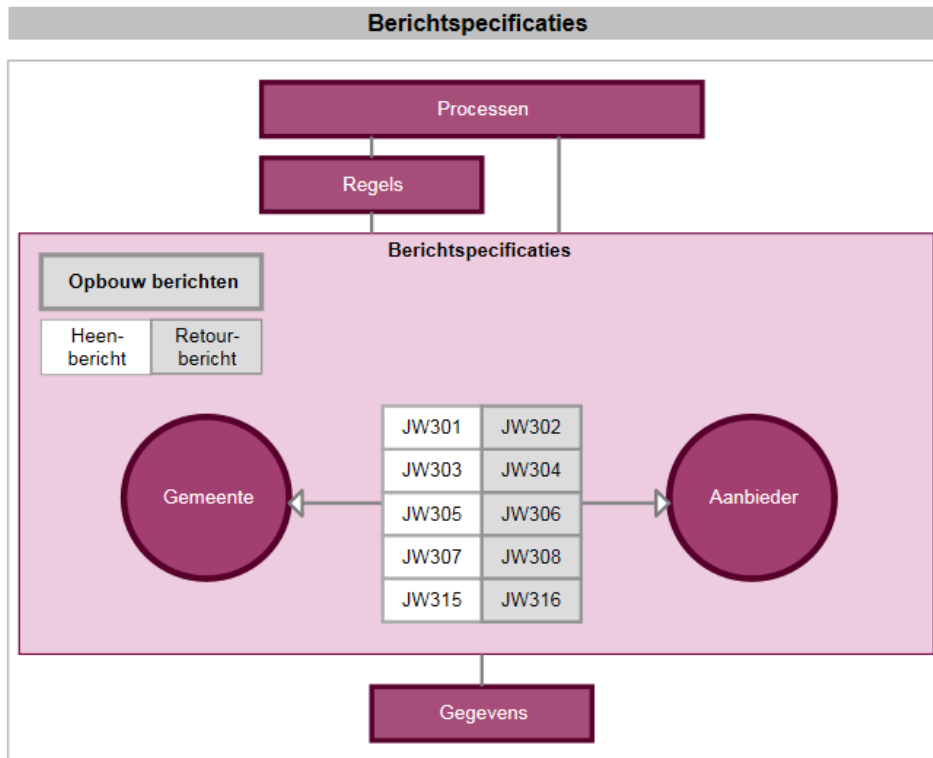 Berichtspecificaties
Processen
Regels
Berichtspecificaties
Opbouw berichten
Heen-
bericht
Retour-
bericht
JW301
JW302
JW303
JW304
Gemeente
Aanbieder
JW305
JW306
JW307
JW308
JW315
JW316
Gegevens